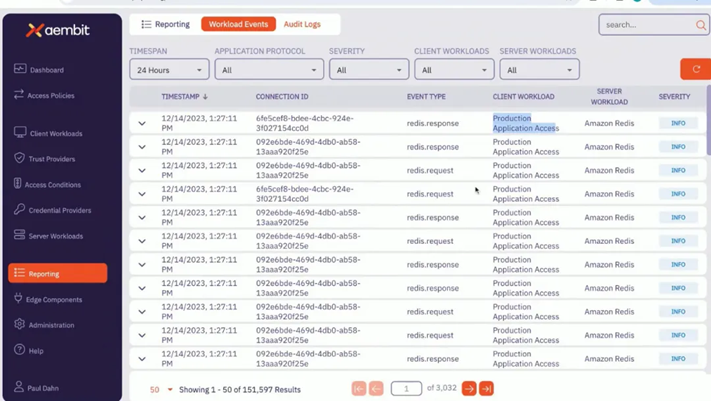 aembit
Dashboard
Access Policies
Client Workloads
Trust Providers
Access Conditions
Credential Providers
Server Workloads
Reporting
Edge Components
Administration
Help
Paul Dahn
Reporting Workload Events Audit Logs
search...
TIMESPAN APPLICATION PROTOCOL SEVERITY CLIENT WORKLOADS SERVER WORKLOADS
24 Hours All All All All
TIMESTAMP CONNECTION ID EVENT TYPE CLIENT WORKLOAD SERVER WORKLOAD SEVERITY
12/14/2023, 1:27:11 PM 6fe5cef8-bdee-4cbc-924e-3f027154cc0d redis.response Production Application Access Amazon Redis INFO
12/14/2023, 1:27:11 PM 092e6bde-469d-4db0-ab58-13aaa920f25e redis.response Production Application Access Amazon Redis INFO
12/14/2023, 1:27:11 PM 092e6bde-469d-4db0-ab58-13aaa920f25e redis.request Production Application Access Amazon Redis INFO
12/14/2023, 1:27:11 PM 6fe5cef8-bdee-4cbc-924e-3f027154cc0d redis.request Production Application Access Amazon Redis INFO
12/14/2023, 1:27:11 PM 092e6bde-469d-4db0-ab58-13aaa920f25e redis.response Production Application Access Amazon Redis INFO
12/14/2023, 1:27:11 PM 092e6bde-469d-4db0-ab58-13aaa920f25e redis.request Production Application Access Amazon Redis INFO
12/14/2023, 1:27:11 PM 092e6bde-469d-4db0-ab58-13aaa920f25e redis.response Production Application Access Amazon Redis INFO
12/14/2023, 1:27:11 PM 092e6bde-469d-4db0-ab58-13aaa920f25e redis.request Production Application Access Amazon Redis INFO
12/14/2023, 1:27:11 PM 092e6bde-469d-4db0-ab58-13aaa920f25e redis.response Production Application Access Amazon Redis INFO
12/14/2023, 1:27:11 PM 092e6bde-469d-4db0-ab58-13aaa920f25e redis.request Production Application Access Amazon Redis INFO
12/14/2023, 1:27:11 PM 092e6bde-469d-4db0-ab58-13aaa920f25e redis.response Production Application Access Amazon Redis INFO
50 Showing 1 - 50 of 151,597 Results 1 of 3,032